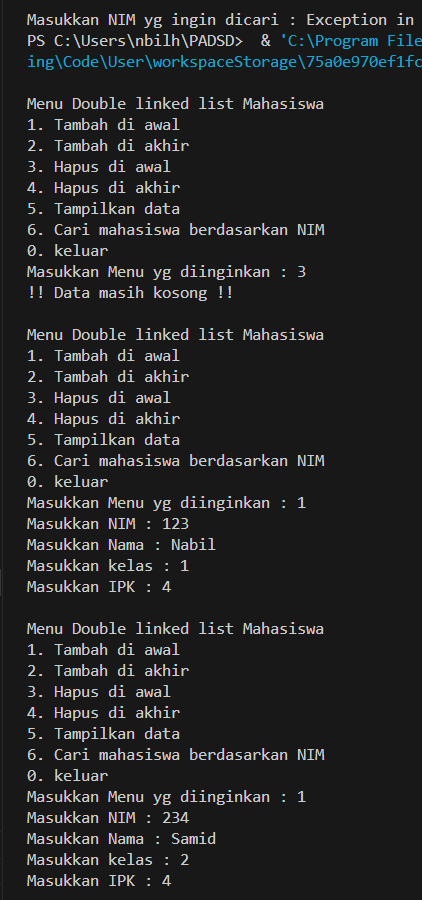 Masukkan NIM yg ingin dicari : Exception in
PS C:\Users\nbilh\PADSD>  & 'C:\Program File
ing\Code\User\workspaceStorage\75a0e970ef1fc
Menu Double linked list Mahasiswa
1. Tambah di awal
2. Tambah di akhir
3. Hapus di awal
4. Hapus di akhir
5. Tampilkan data
6. Cari mahasiswa berdasarkan NIM
0. keluar
Masukkan Menu yg diinginkan : 3
!! Data masih kosong !!
Menu Double linked list Mahasiswa
1. Tambah di awal
2. Tambah di akhir
3. Hapus di awal
4. Hapus di akhir
5. Tampilkan data
6. Cari mahasiswa berdasarkan NIM
0. keluar
Masukkan Menu yg diinginkan : 1
Masukkan NIM : 123
Masukkan Nama : Nabil
Masukkan kelas : 1
Masukkan IPK : 4
Menu Double linked list Mahasiswa
1. Tambah di awal
2. Tambah di akhir
3. Hapus di awal
4. Hapus di akhir
5. Tampilkan data
6. Cari mahasiswa berdasarkan NIM
0. keluar
Masukkan Menu yg diinginkan : 1
Masukkan NIM : 234
Masukkan Nama : Samid
Masukkan kelas : 2
Masukkan IPK : 4